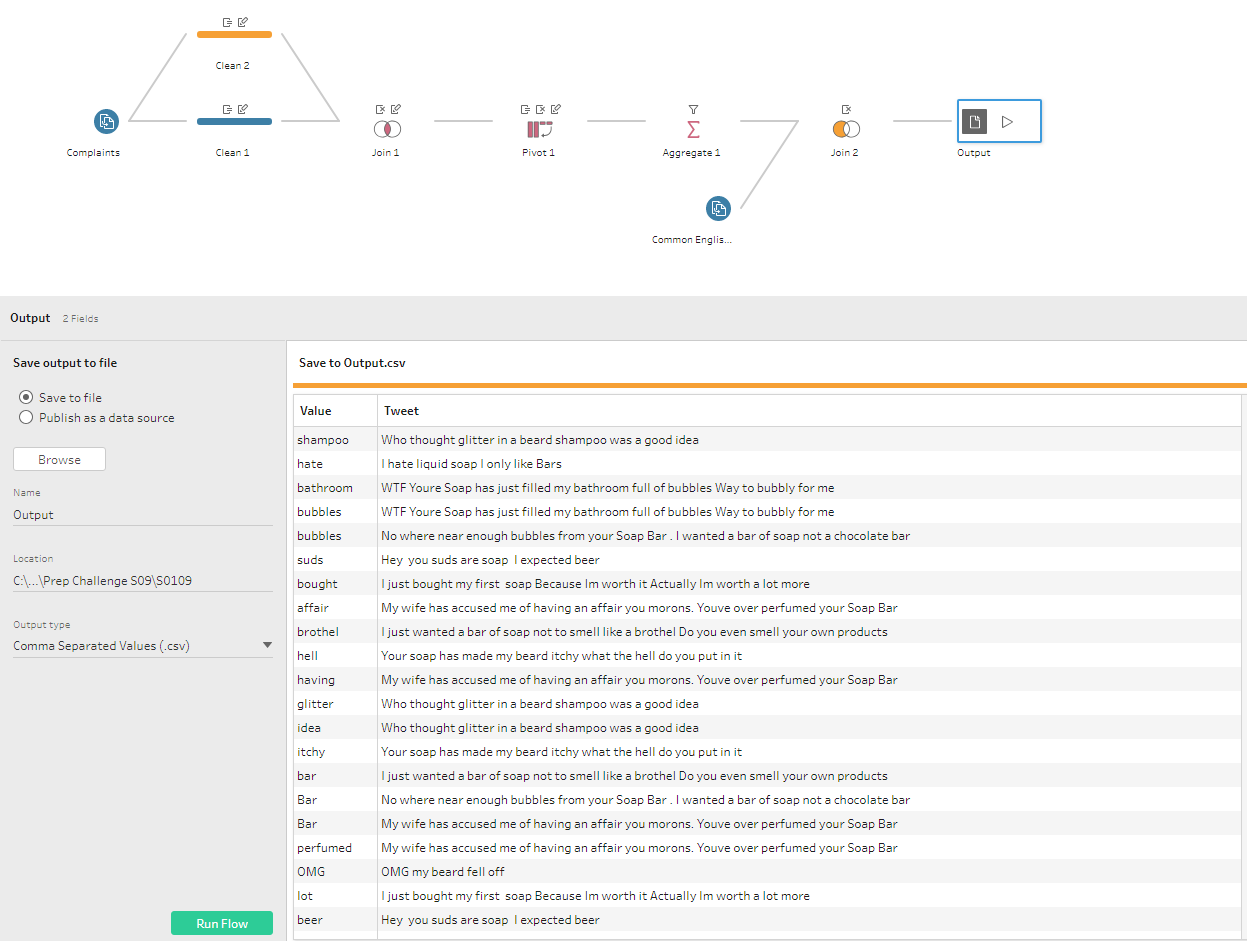 Clean 2
Complaints
Clean 1
Join 1
Pivot 1
Aggregate 1
Join 2
Output
Common Englis...
Output 2 Fields
Save output to file
Save to file
Publish as a data source
Browse
Name
Output
Location
C:\...\Prep Challenge S09\S0109
Output type
Comma Separated Values (.csv)
Run Flow
Save to Output.csv
Value Tweet
shampoo Who thought glitter in a beard shampoo was a good idea
hate I hate liquid soap I only like Bars
bathroom WTF Youre Soap has just filled my bathroom full of bubbles Way to bubbly for me
bubbles WTF Youre Soap has just filled my bathroom full of bubbles Way to bubbly for me
bubbles No where near enough bubbles from your Soap Bar . I wanted a bar of soap not a chocolate bar
suds Hey  you suds are soap  I expected beer
bought I just bought my first  soap Because Im worth it Actually Im worth a lot more
affair My wife has accused me of having an affair you morons. Youve over perfumed your Soap Bar
brothel I just wanted a bar of soap not to smell like a brothel Do you even smell your own products
hell Your soap has made my beard itchy what the hell do you put in it
having My wife has accused me of having an affair you morons. Youve over perfumed your Soap Bar
glitter Who thought glitter in a beard shampoo was a good idea
idea Who thought glitter in a beard shampoo was a good idea
itchy Your soap has made my beard itchy what the hell do you put in it
bar I just wanted a bar of soap not to smell like a brothel Do you even smell your own products
Bar No where near enough bubbles from your Soap Bar . I wanted a bar of soap not a chocolate bar
Bar My wife has accused me of having an affair you morons. Youve over perfumed your Soap Bar
perfumed My wife has accused me of having an affair you morons. Youve over perfumed your Soap Bar
OMG OMG my beard fell off
lot I just bought my first  soap Because Im worth it Actually Im worth a lot more
beer Hey  you suds are soap  I expected beer